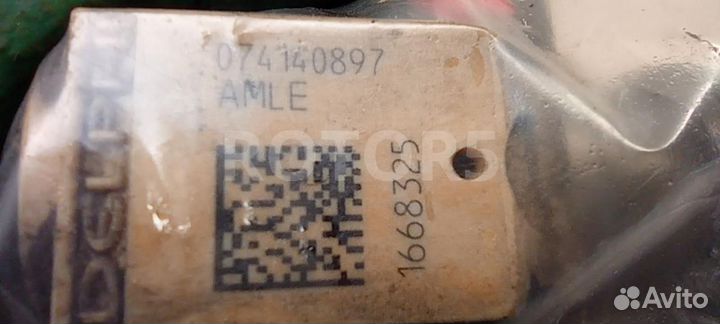 074140897
AMLE
ROTOR5
1668325
DELPHI
Avito